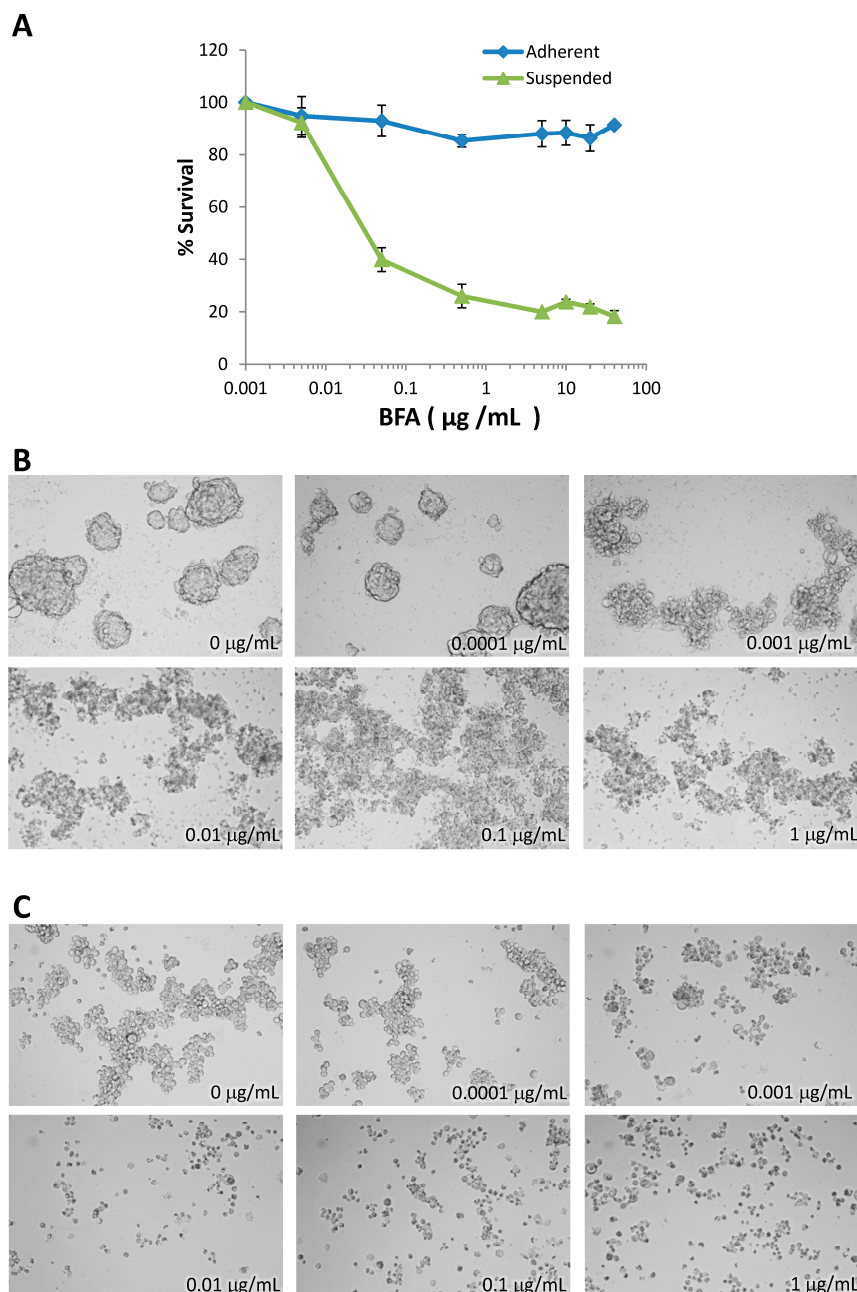 A
120
100
80
60
40
20
0
% Survival
Adherent
Suspended
0.001 0.01 0.1 1 10 100
BFA ( µg /mL )
B
0 µg/mL 0.0001 µg/mL 0.001 µg/mL
0.01 µg/mL 0.1 µg/mL 1 µg/mL
C
0 µg/mL 0.0001 µg/mL 0.001 µg/mL
0.01 µg/mL 0.1 µg/mL 1 µg/mL